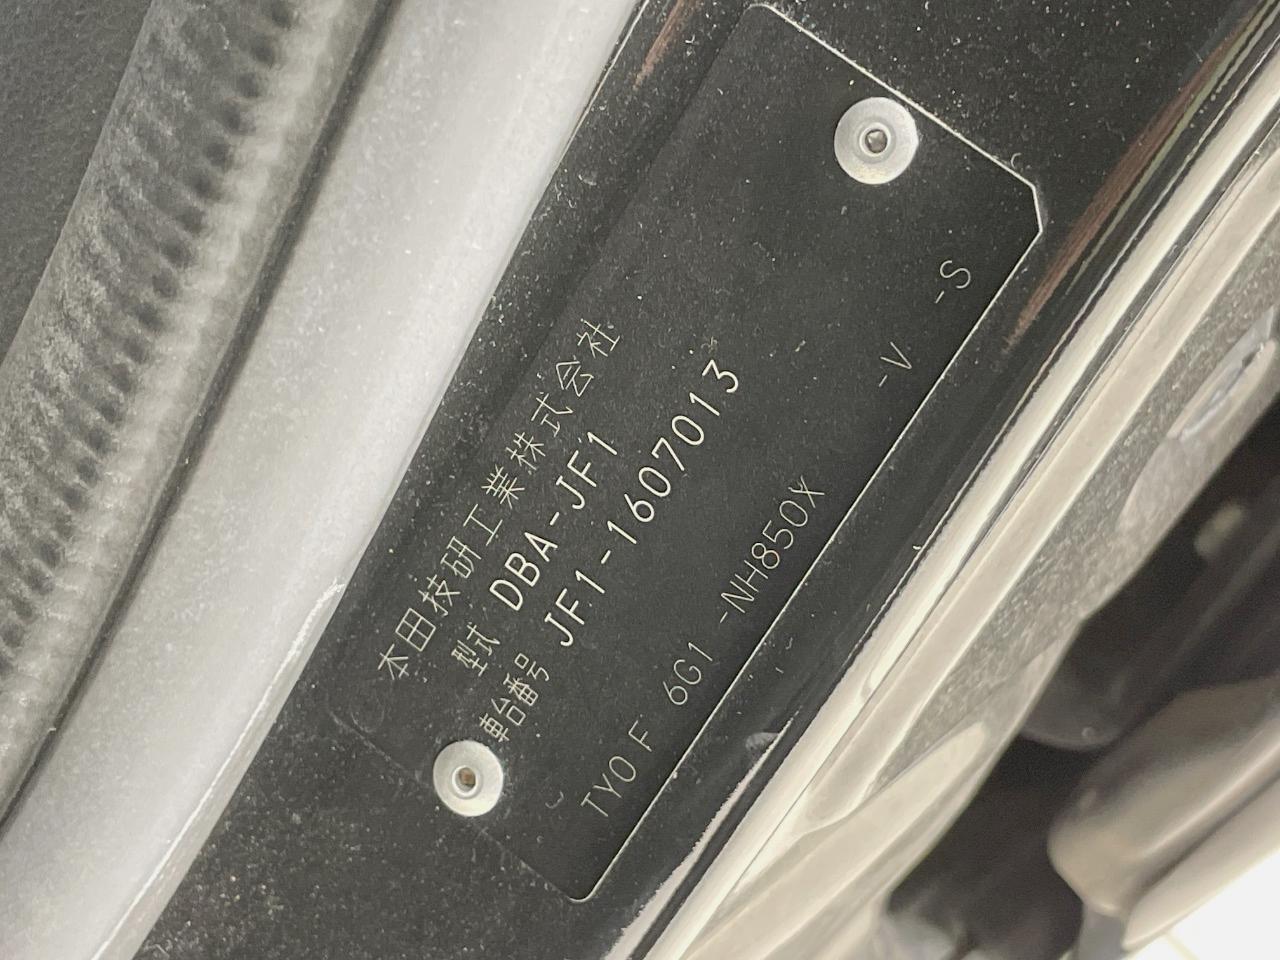 本田技研工業株式会社
型式 DBA-JF1
車台番号 JF1-1607013
TY0F 6G1 -NH850X -V -S